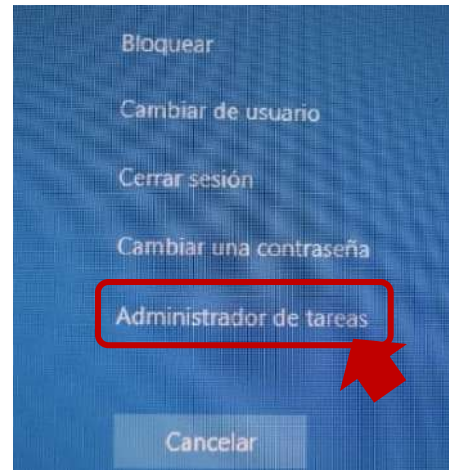 Bloquear
Cambiar de usuario
Cerrar sesión
Cambiar una contraseña
Administrador de tareas
Cancelar